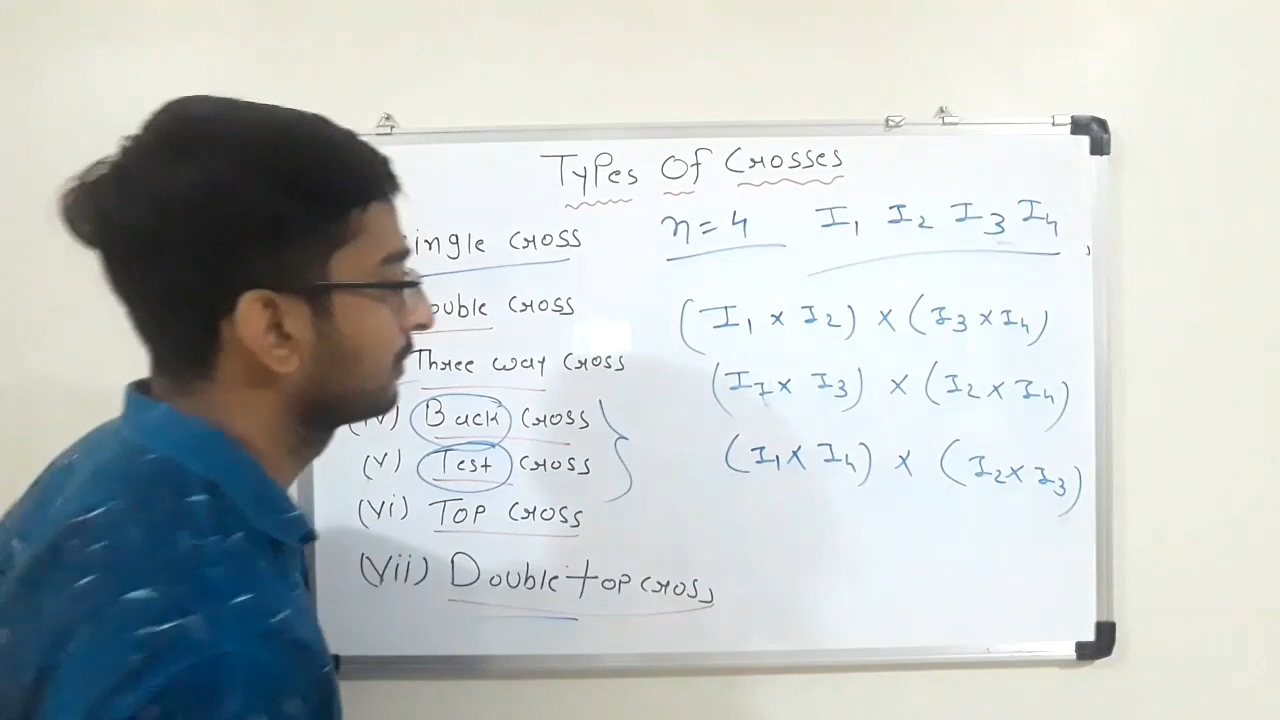 Types Of Crosses
ingle Cross
ouble Cross
Three way Cross
(iv) Back Cross
(V) Test Cross
(Vi) Top Cross
(Vii) Double top cross
n = 4 I1 I2 I3 I4
(I1 x I2) x (I3 x I4)
(I1 x I3) x (I2 x I4)
(I1 x I4) x (I2 x I3)